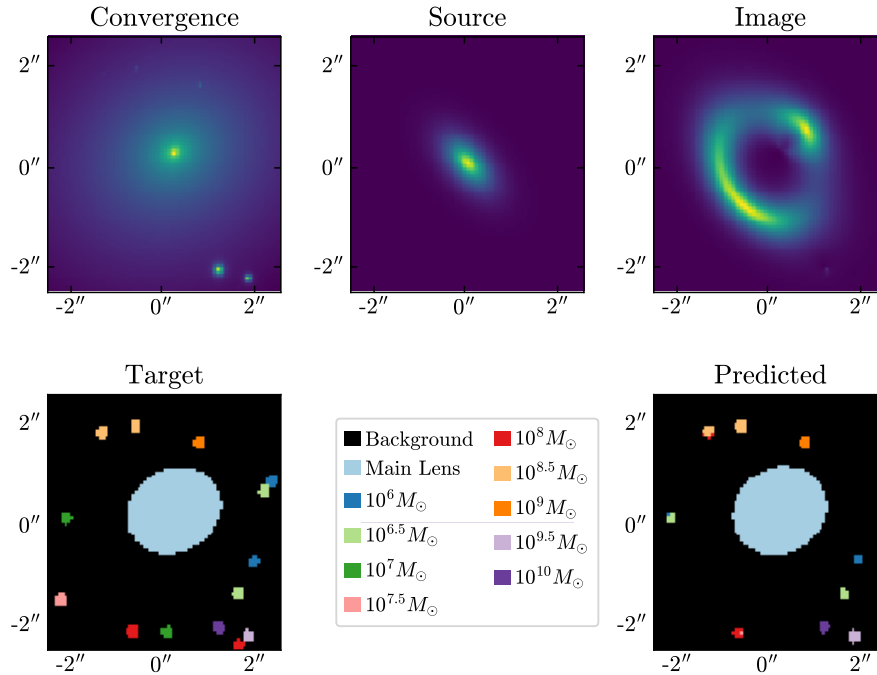 Convergence
Source
Image
2″
0″
-2″
-2″
0″
2″
2″
0″
-2″
-2″
0″
2″
2″
0″
-2″
-2″
0″
2″
Target
Predicted
2″
0″
-2″
-2″
0″
2″
Background
Main Lens
10^6 M_⊙
10^6.5 M_⊙
10^7 M_⊙
10^7.5 M_⊙
10^8 M_⊙
10^8.5 M_⊙
10^9 M_⊙
10^9.5 M_⊙
10^10 M_⊙
2″
0″
-2″
-2″
0″
2″